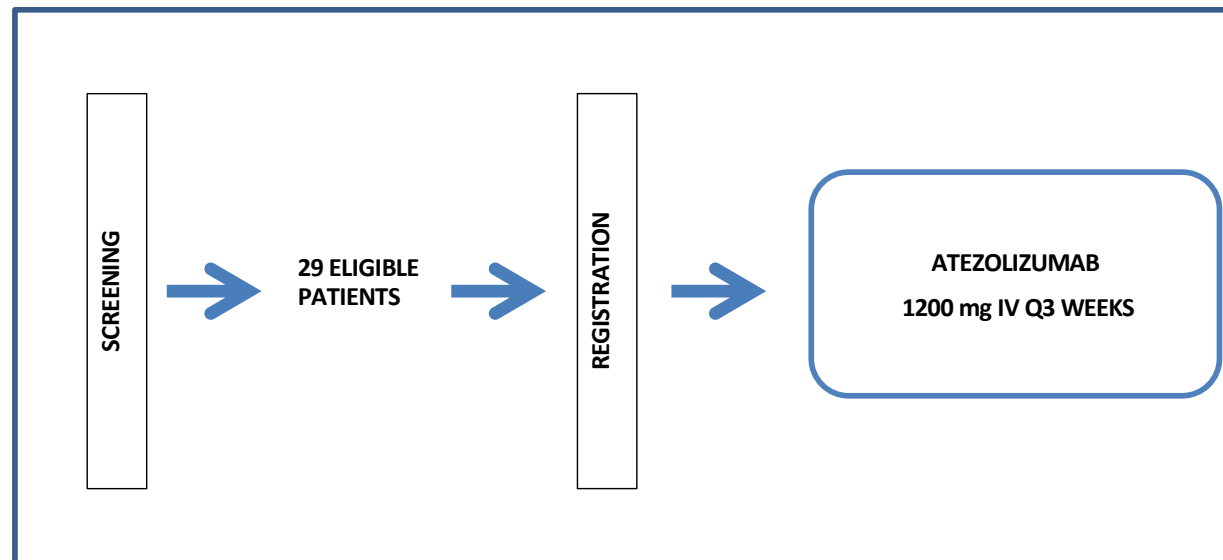 SCREENING
29 ELIGIBLE
PATIENTS
REGISTRATION
ATEZOLIZUMAB
1200 mg IV Q3 WEEKS